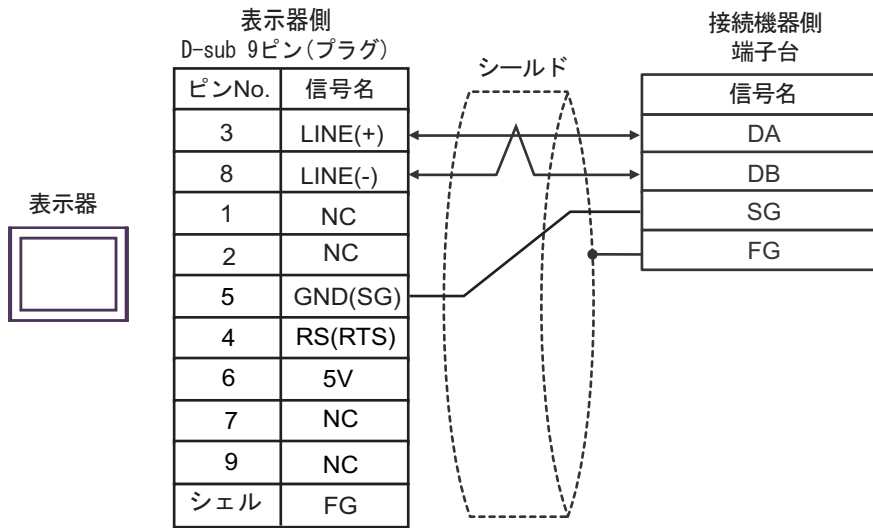 表示器側
D-sub 9ピン(プラグ)
ピンNo. 信号名
3 LINE(+)
8 LINE(-)
1 NC
2 NC
5 GND(SG)
4 RS(RTS)
6 5V
7 NC
9 NC
シェル FG
表示器
シールド
接続機器側
端子台
信号名
DA
DB
SG
FG